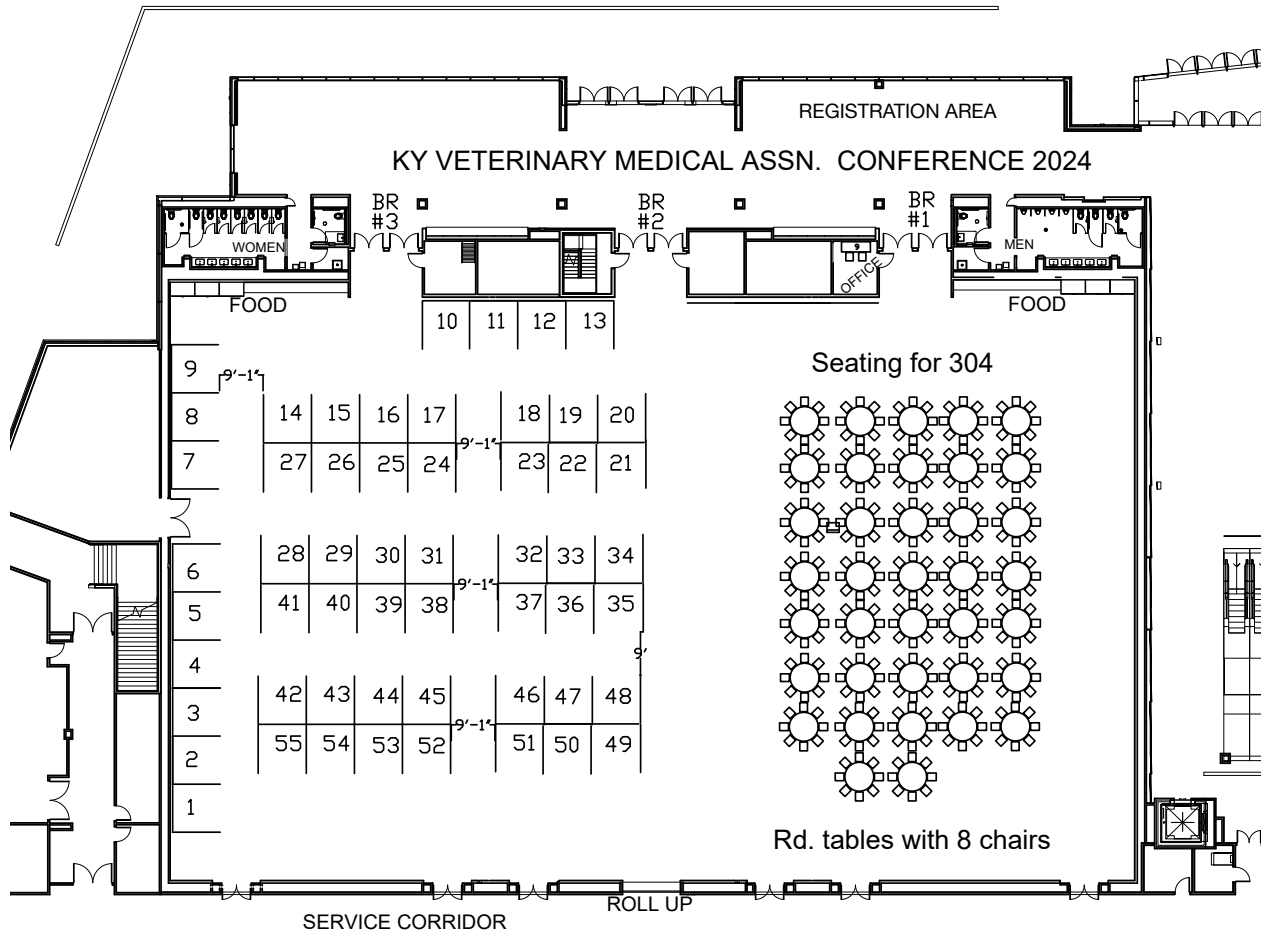 REGISTRATION AREA
KY VETERINARY MEDICAL ASSN. CONFERENCE 2024
BR #3
BR #2
BR #1
WOMEN
MEN
9
OFFICE
FOOD
FOOD
10 11 12 13
Seating for 304
9
9'-1"
8
14 15 16 17 18 19 20
9'-1"
7
27 26 25 24 23 22 21
28 29 30 31 32 33 34
6
9'-1"
5
41 40 39 38 37 36 35
4
9'
3
42 43 44 45 46 47 48
9'-1"
2
55 54 53 52 51 50 49
1
Rd. tables with 8 chairs
ROLL UP
SERVICE CORRIDOR